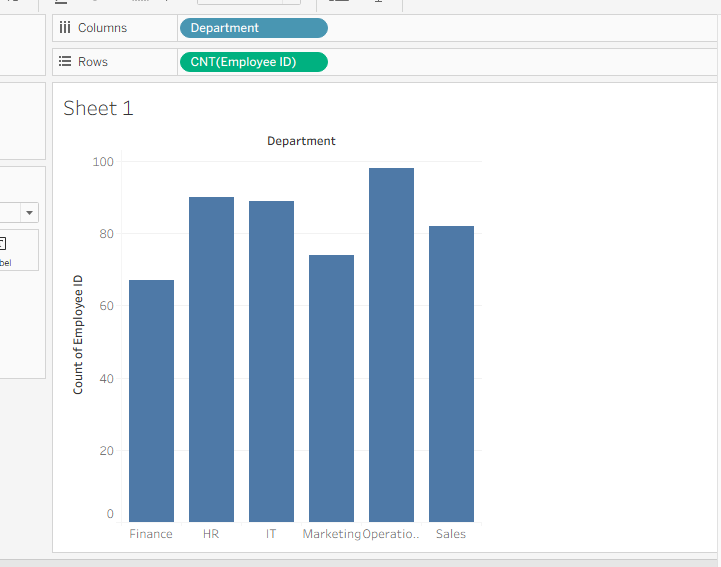 Columns
Department
Rows
CNT(Employee ID)
Sheet 1
Department
Count of Employee ID
100
80
60
40
20
0
Finance
HR
IT
Marketing
Operatio..
Sales